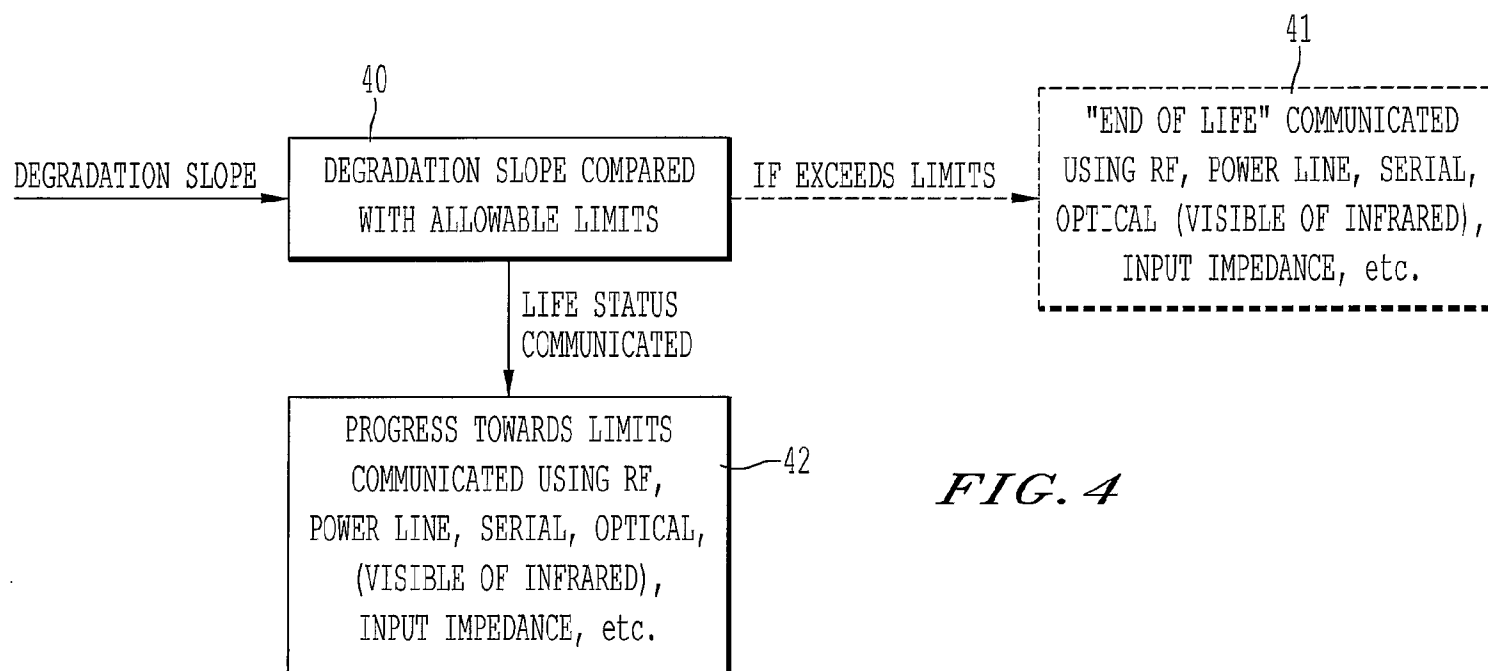 41
40
"END OF LIFE" COMMUNICATED
USING RF, POWER LINE, SERIAL,
OPTICAL (VISIBLE OF INFRARED),
INPUT IMPEDANCE, etc.
DEGRADATION SLOPE
DEGRADATION SLOPE COMPARED
WITH ALLOWABLE LIMITS
IF EXCEEDS LIMITS
LIFE STATUS
COMMUNICATED
PROGRESS TOWARDS LIMITS
COMMUNICATED USING RF,
POWER LINE, SERIAL, OPTICAL,
(VISIBLE OF INFRARED),
INPUT IMPEDANCE, etc.
42
FIG. 4